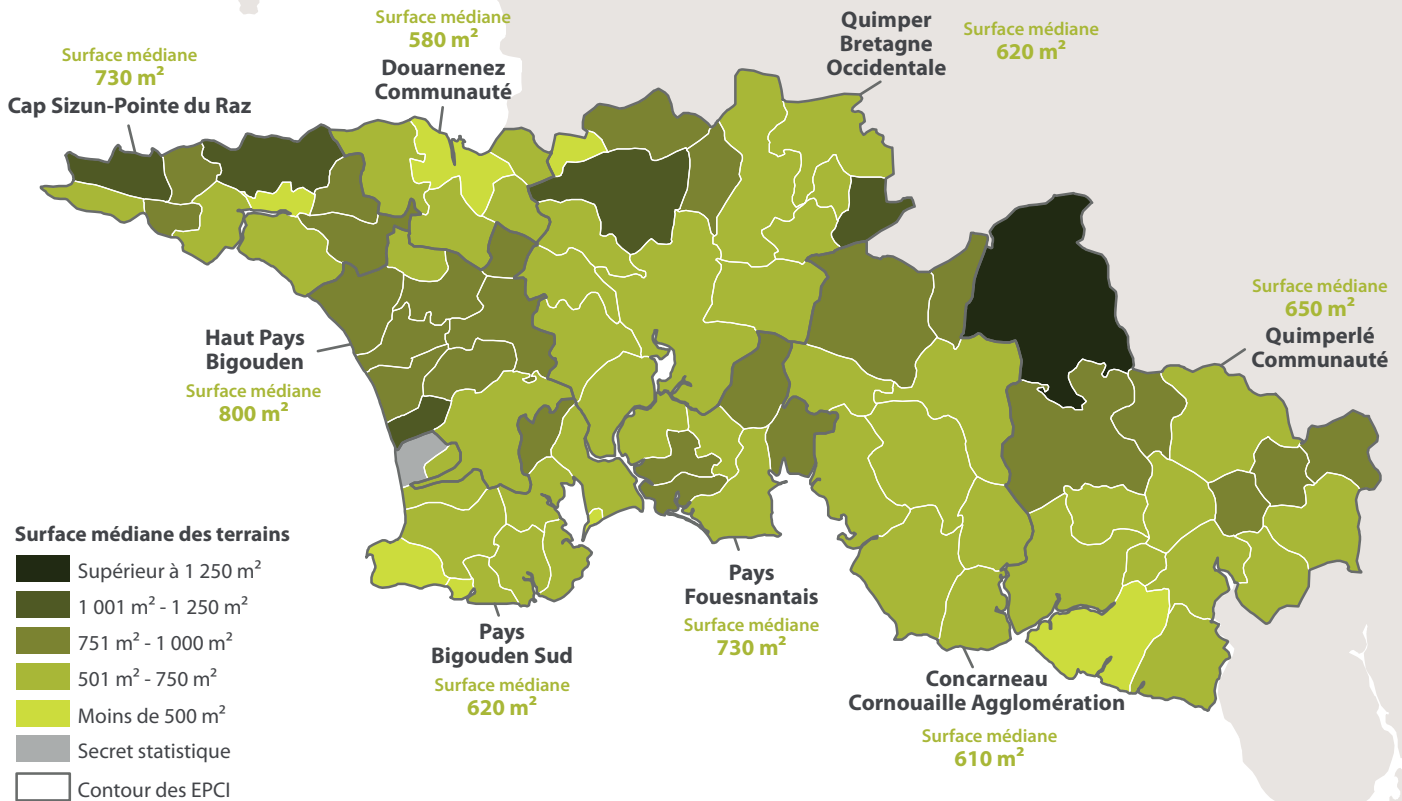 Surface médiane
730 m²
Cap Sizun-Pointe du Raz
Surface médiane
580 m²
Douarnenez
Communauté
Quimper
Bretagne
Occidentale
Surface médiane
620 m²
Surface médiane
650 m²
Quimperlé
Communauté
Haut Pays
Bigouden
Surface médiane
800 m²
Pays
Bigouden Sud
Surface médiane
620 m²
Pays
Fouesnantais
Surface médiane
730 m²
Concarneau
Cornouaille Agglomération
Surface médiane
610 m²
Surface médiane des terrains
Supérieur à 1 250 m²
1 001 m² - 1 250 m²
751 m² - 1 000 m²
501 m² - 750 m²
Moins de 500 m²
Secret statistique
Contour des EPCI